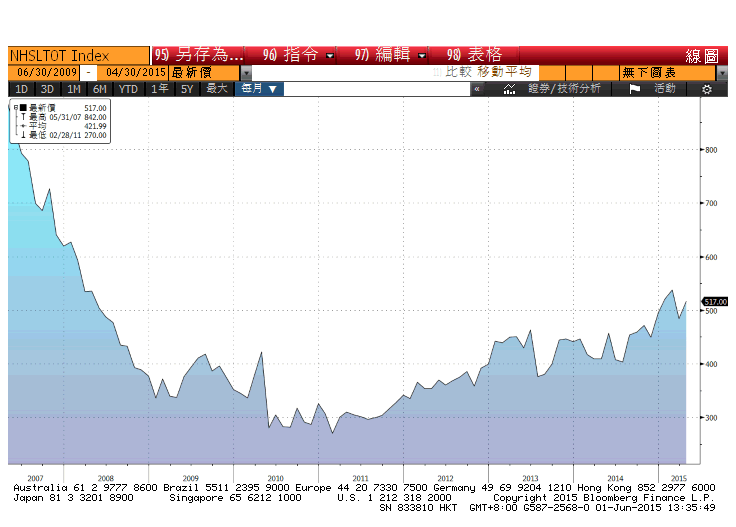 NHSLTOT Index 95) 另存為... 96) 指令 97) 編輯 98) 表格 線圖
06/30/2009 - 04/30/2015 最新價 比較 移動平均 無下圖表
1D 3D 1M 6M YTD 1年 5Y 最大 每月 ▼ « 證券/技術分析 活動
最新價 517.00
最高 05/31/07 842.00
平均 421.99
最低 02/28/11 270.00
800
700
600
517.00
500
400
300
2007 2008 2009 2010 2011 2012 2013 2014 2015
Australia 61 2 9777 8600 Brazil 5511 2395 9000 Europe 44 20 7330 7500 Germany 49 69 9204 1210 Hong Kong 852 2977 6000
Japan 81 3 3201 8900 Singapore 65 6212 1000 U.S. 1 212 318 2000 Copyright 2015 Bloomberg Finance L.P.
SN 833810 HKT GMT+8:00 G587-2568-0 01-Jun-2015 13:35:49